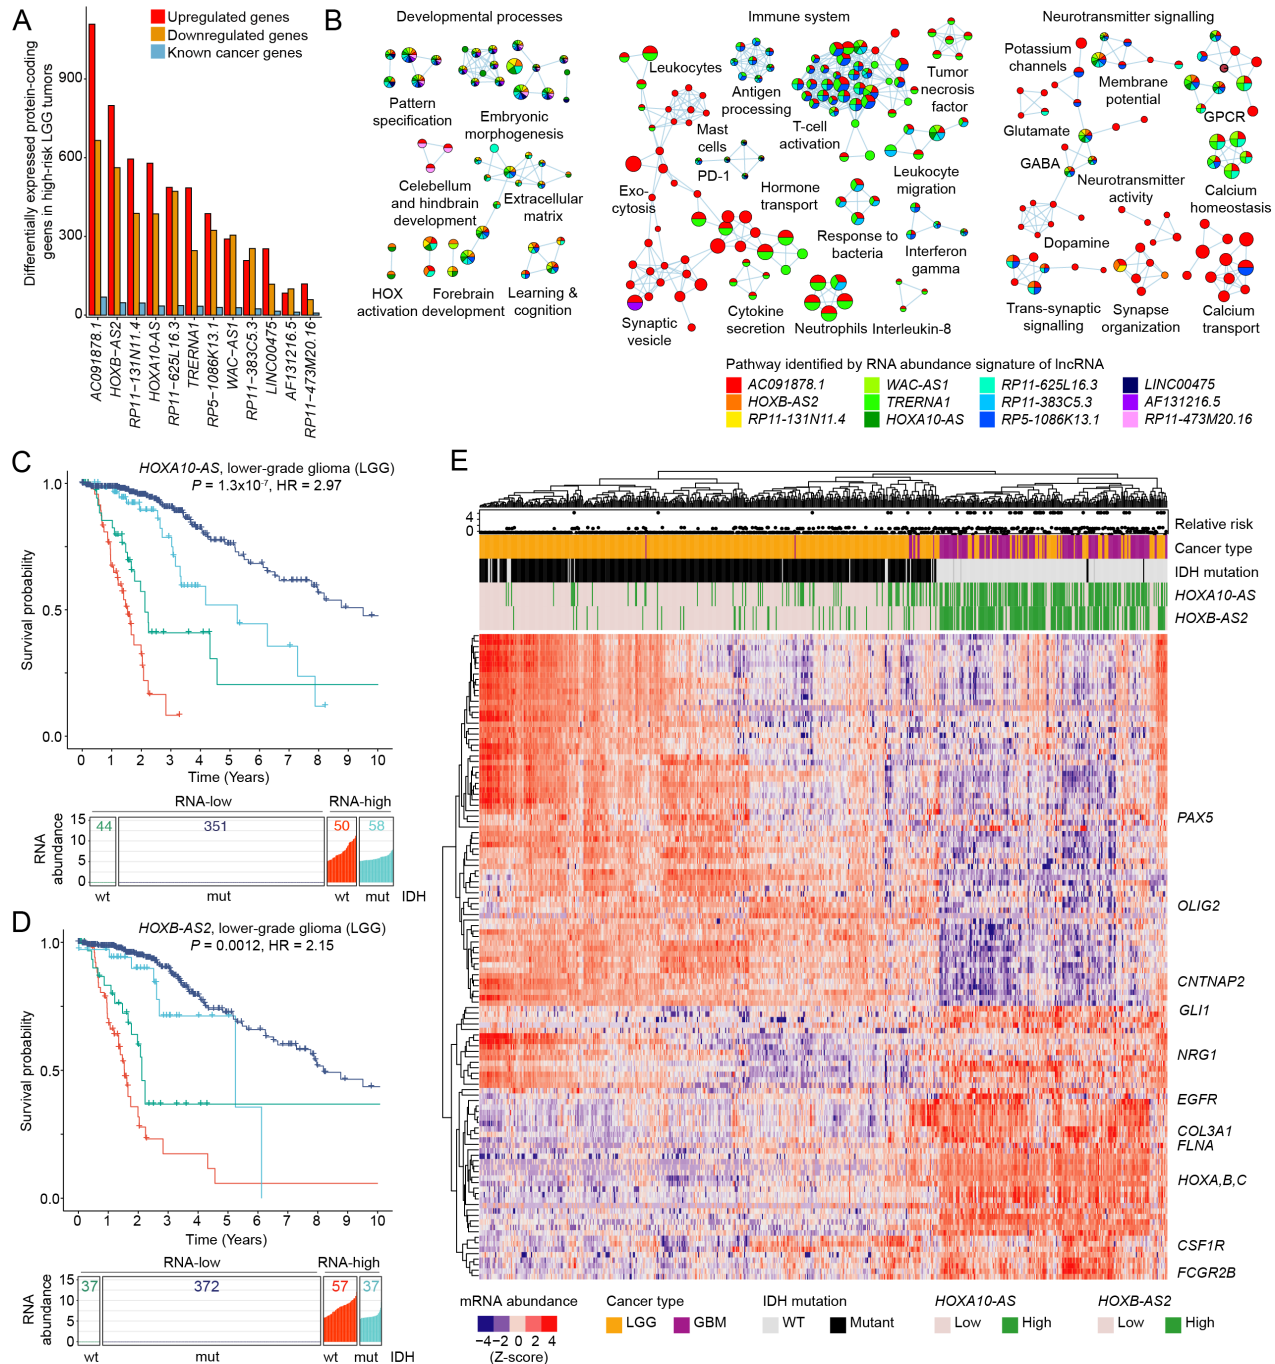 A
Upregulated genes
Downregulated genes
Known cancer genes
Differentially expressed protein-coding
geens in high-risk LGG tumors
900
600
300
0
AC091878.1
HOXB-AS2
RP11-131N11.4
HOXA10-AS
RP11-625L16.3
TRERNA1
RP5-1086K13.1
WAC-AS1
RP11-383C5.3
LINC00475
AF131216.5
RP11-473M20.16
B
Developmental processes
Immune system
Neurotransmitter signalling
Pattern
specification
Embryonic
morphogenesis
Celebellum
and hindbrain
development
Extracellular
matrix
HOX
activation
Forebrain
development
Learning &
cognition
Leukocytes
Antigen
processing
Tumor
necrosis
factor
Mast
cells
T-cell
activation
PD-1
Exo-
cytosis
Hormone
transport
Leukocyte
migration
Response to
bacteria
Interferon
gamma
Synaptic
vesicle
Cytokine
secretion
Neutrophils
Interleukin-8
Potassium
channels
Membrane
potential
GPCR
Glutamate
GABA
Neurotransmitter
activity
Calcium
homeostasis
Dopamine
Trans-synaptic
signalling
Synapse
organization
Calcium
transport
Pathway identified by RNA abundance signature of lncRNA
AC091878.1
WAC-AS1
RP11-625L16.3
LINC00475
HOXB-AS2
TRERNA1
RP11-383C5.3
AF131216.5
RP11-131N11.4
HOXA10-AS
RP5-1086K13.1
RP11-473M20.16
C
HOXA10-AS, lower-grade glioma (LGG)
P = 1.3x10⁻⁷, HR = 2.97
Survival probability
1.0
0.5
0.0
0 1 2 3 4 5 6 7 8 9 10
Time (Years)
RNA-low
RNA-high
RNA
abundance
15
10
5
0
44
351
50
58
wt
mut
wt
mut
IDH
D
HOXB-AS2, lower-grade glioma (LGG)
P = 0.0012, HR = 2.15
Survival probability
1.0
0.5
0.0
0 1 2 3 4 5 6 7 8 9 10
Time (Years)
RNA-low
RNA-high
RNA
abundance
15
10
5
0
37
372
57
37
wt
mut
wt
mut
IDH
E
4
2
0
Relative risk
Cancer type
IDH mutation
HOXA10-AS
HOXB-AS2
PAX5
OLIG2
CNTNAP2
GLI1
NRG1
EGFR
COL3A1
FLNA
HOXA,B,C
CSF1R
FCGR2B
mRNA abundance
−4 −2 0 2 4
(Z-score)
Cancer type
LGG
GBM
IDH mutation
WT
Mutant
HOXA10-AS
Low
High
HOXB-AS2
Low
High